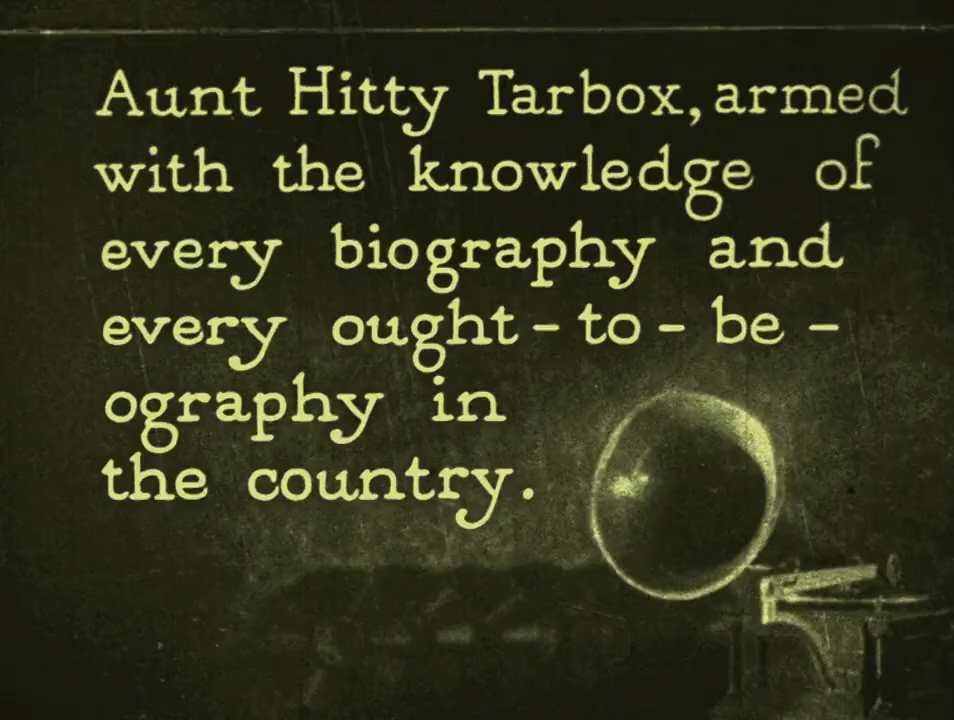 Aunt Hitty Tarbox, armed
with the knowledge of
every biography and
every ought-to-be-
ography in
the country.